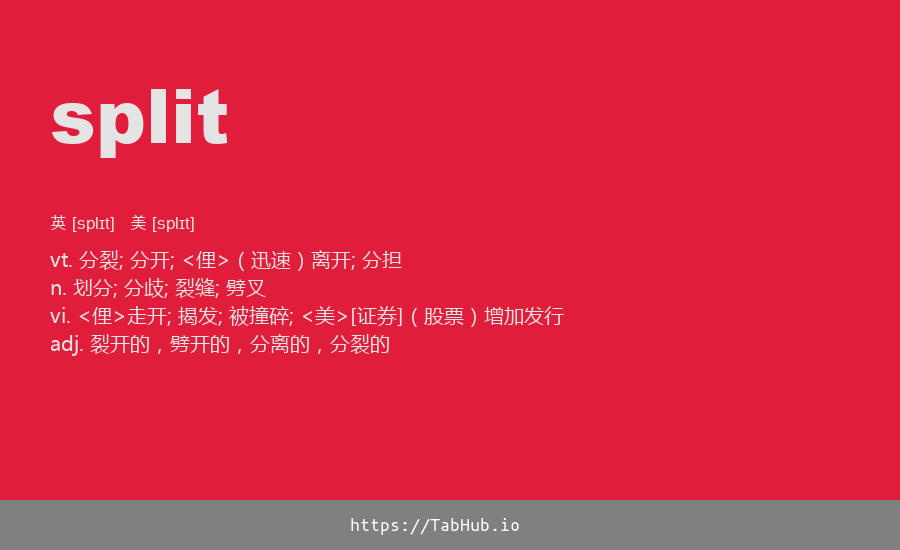 split
英 [splɪt] 美 [splɪt]
vt. 分裂; 分开; <俚>（迅速）离开; 分担
n. 划分; 分歧; 裂缝; 劈叉
vi. <俚>走开; 揭发; 被撞碎; <美>[证券]（股票）增加发行
adj. 裂开的，劈开的，分离的，分裂的
https://TabHub.io